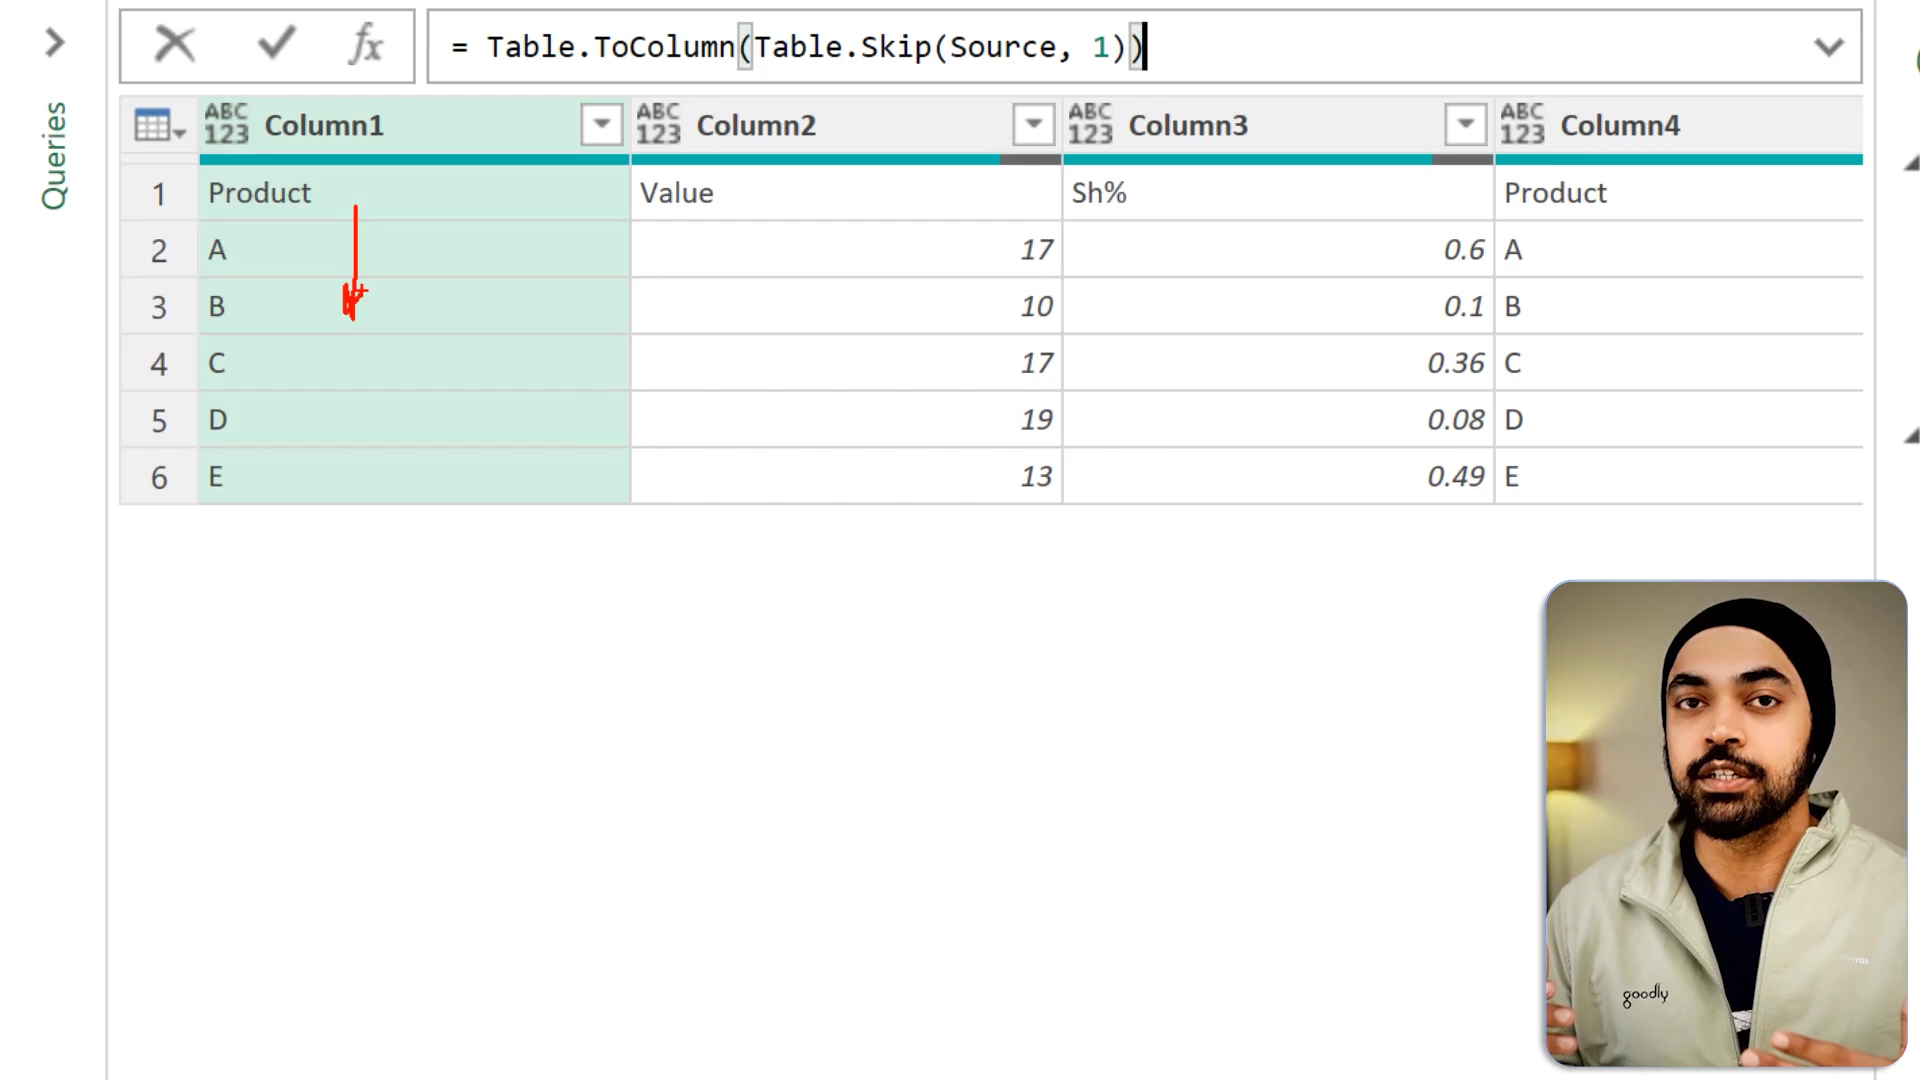 fx
= Table.ToColumn(Table.Skip(Source, 1))
Queries
ABC 123 Column1 ABC 123 Column2 ABC 123 Column3 ABC 123 Column4
1 Product Value Sh% Product
2 A 17 0.6 A
3 B 10 0.1 B
4 C 17 0.36 C
5 D 19 0.08 D
6 E 13 0.49 E
goodly